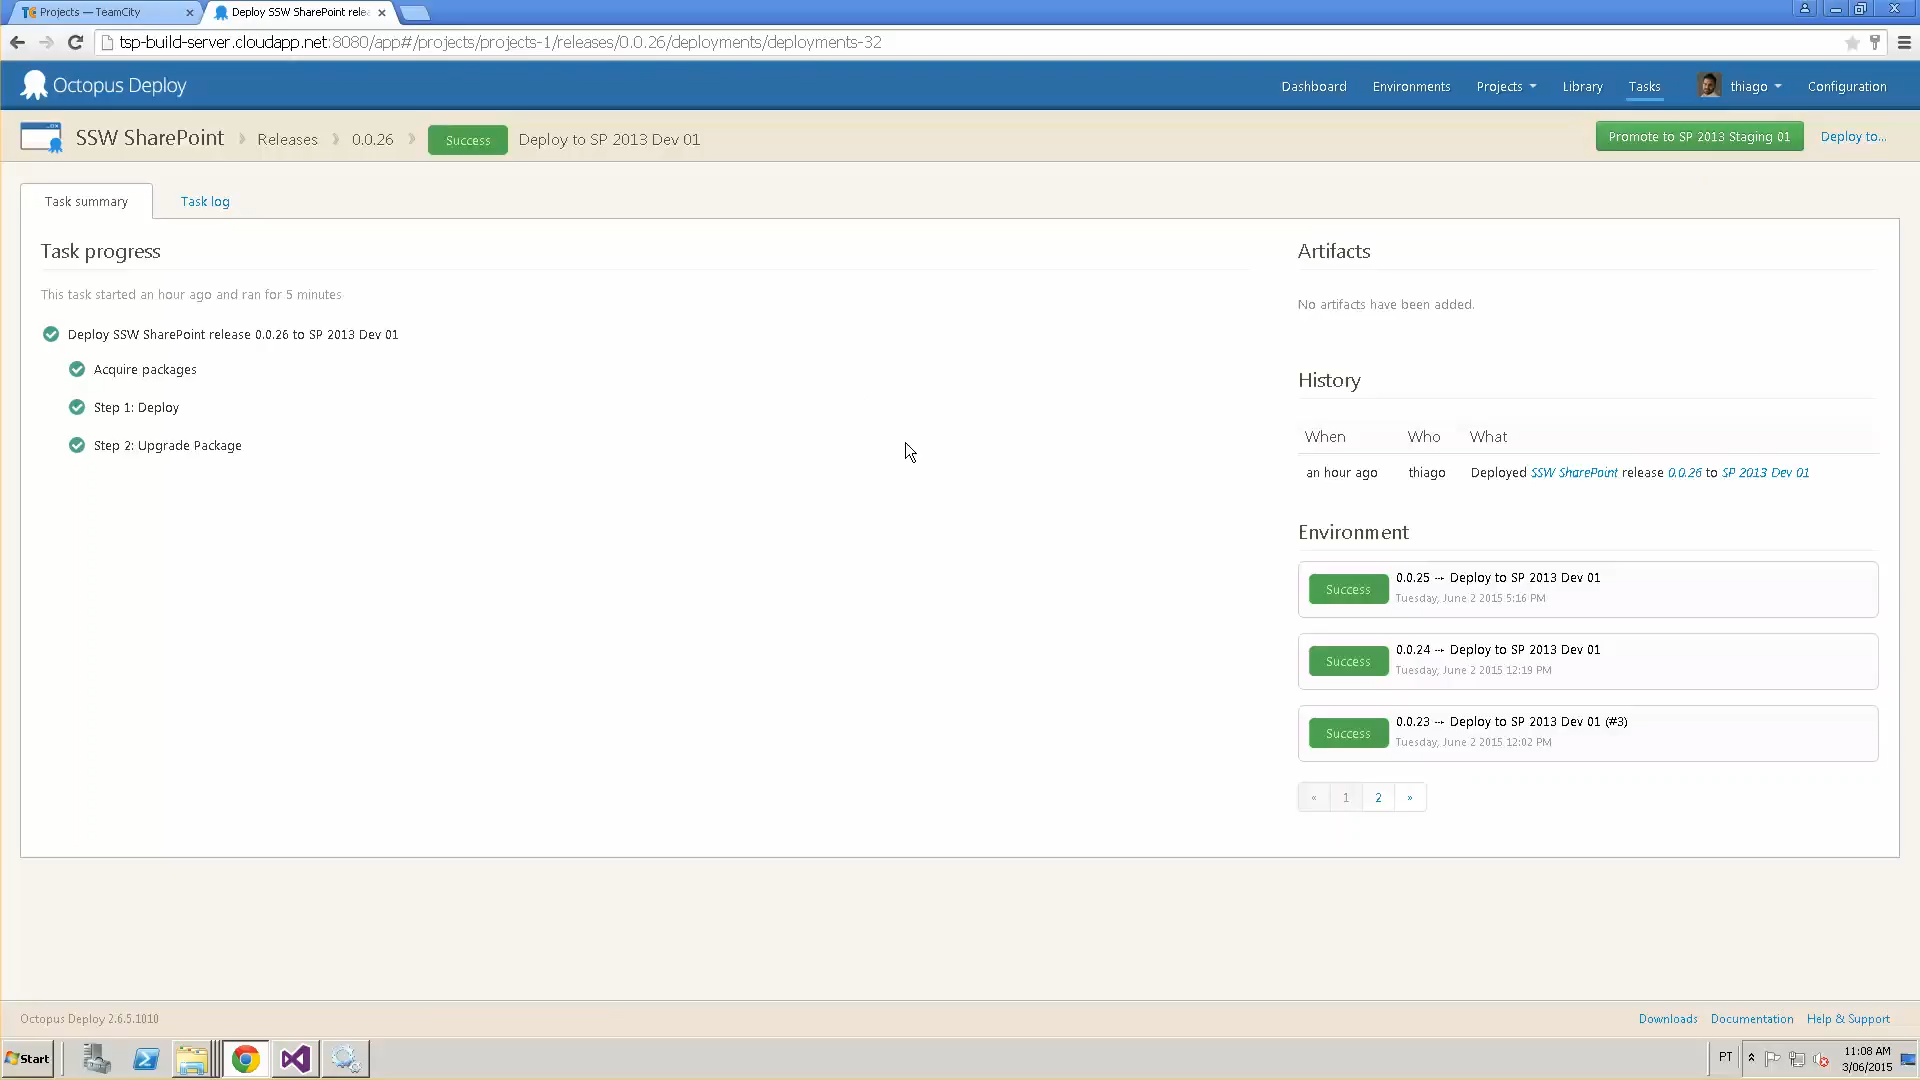 Projects — TeamCity
Deploy SSW SharePoint rele
tsp-build-server.cloudapp.net:8080/app#/projects/projects-1/releases/0.0.26/deployments/deployments-32
Octopus Deploy
Dashboard
Environments
Projects
Library
Tasks
thiago
Configuration
SSW SharePoint
Releases
0.0.26
Success
Deploy to SP 2013 Dev 01
Promote to SP 2013 Staging 01
Deploy to...
Task summary
Task log
Task progress
This task started an hour ago and ran for 5 minutes
Deploy SSW SharePoint release 0.0.26 to SP 2013 Dev 01
Acquire packages
Step 1: Deploy
Step 2: Upgrade Package
Artifacts
No artifacts have been added.
History
When Who What
an hour ago thiago Deployed SSW SharePoint release 0.0.26 to SP 2013 Dev 01
Environment
Success
0.0.25 → Deploy to SP 2013 Dev 01
Tuesday, June 2 2015 5:16 PM
Success
0.0.24 → Deploy to SP 2013 Dev 01
Tuesday, June 2 2015 12:19 PM
Success
0.0.23 → Deploy to SP 2013 Dev 01 (#3)
Tuesday, June 2 2015 12:02 PM
« 1 2 »
Octopus Deploy 2.6.5.1010
Downloads
Documentation
Help & Support
Start
PT
11:08 AM
3/06/2015